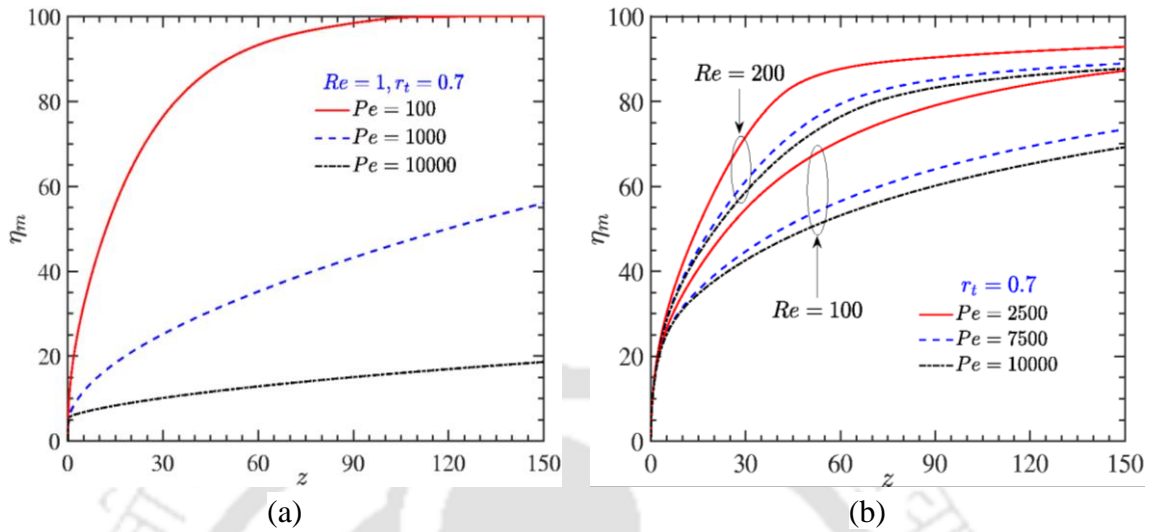 100
80
60
40
20
0
η_m
Re = 1, r_t = 0.7
Pe = 100
Pe = 1000
Pe = 10000
0 30 60 90 120 150
z
(a)
100
80
60
40
20
0
η_m
Re = 200
Re = 100
r_t = 0.7
Pe = 2500
Pe = 7500
Pe = 10000
0 30 60 90 120 150
z
(b)